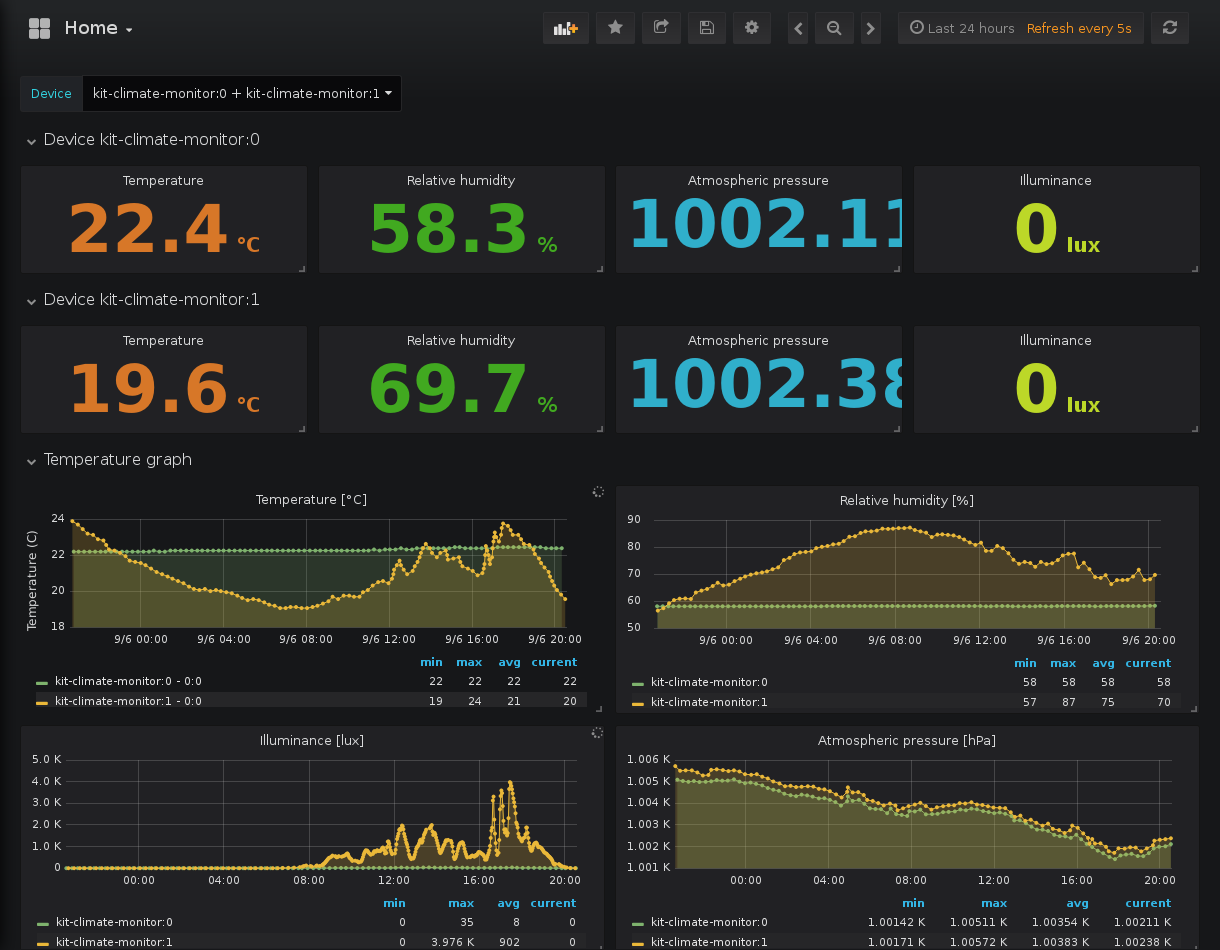 Home
Last 24 hours Refresh every 5s
Device kit-climate-monitor:0 + kit-climate-monitor:1
Device kit-climate-monitor:0
Temperature Relative humidity Atmospheric pressure Illuminance
22.4 °C 58.3 % 1002.11 0 lux
Device kit-climate-monitor:1
Temperature Relative humidity Atmospheric pressure Illuminance
19.6 °C 69.7 % 1002.38 0 lux
Temperature graph
Temperature [°C]
Temperature (C)
24
22
20
18
9/6 00:00 9/6 04:00 9/6 08:00 9/6 12:00 9/6 16:00 9/6 20:00
min max avg current
kit-climate-monitor:0 - 0:0 22 22 22 22
kit-climate-monitor:1 - 0:0 19 24 21 20
Relative humidity [%]
90
80
70
60
50
9/6 00:00 9/6 04:00 9/6 08:00 9/6 12:00 9/6 16:00 9/6 20:00
min max avg current
kit-climate-monitor:0 58 58 58 58
kit-climate-monitor:1 57 87 75 70
Illuminance [lux]
5.0 K
4.0 K
3.0 K
2.0 K
1.0 K
0
00:00 04:00 08:00 12:00 16:00 20:00
min max avg current
kit-climate-monitor:0 0 35 8 0
kit-climate-monitor:1 0 3.976 K 902 0
Atmospheric pressure [hPa]
1.006 K
1.005 K
1.004 K
1.003 K
1.002 K
1.001 K
00:00 04:00 08:00 12:00 16:00 20:00
min max avg current
kit-climate-monitor:0 1.00142 K 1.00511 K 1.00354 K 1.00211 K
kit-climate-monitor:1 1.00171 K 1.00572 K 1.00383 K 1.00238 K